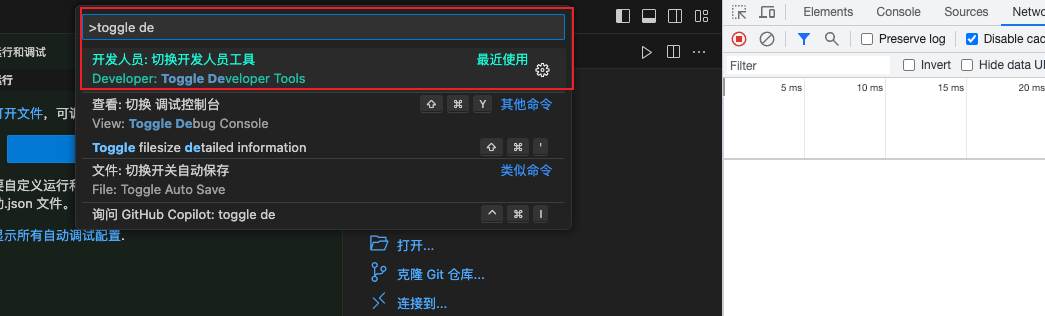 >toggle de
开发人员: 切换开发人员工具
最近使用
Developer: Toggle Developer Tools
查看: 切换 调试控制台
⇧ ⌘ Y
其他命令
View: Toggle Debug Console
Toggle filesize detailed information
⇧ ⌘ '
文件: 切换开关自动保存
类似命令
File: Toggle Auto Save
询问 GitHub Copilot: toggle de
^ ⌘ I
行和调试
运行
打开文件，可调
要自定义运行和
.json 文件。
显示所有自动调试配置.
打开...
克隆 Git 仓库...
连接到...
Elements
Console
Sources
Netw
Preserve log
Disable cac
Filter
Invert
Hide data U
5 ms
10 ms
15 ms
20 ms